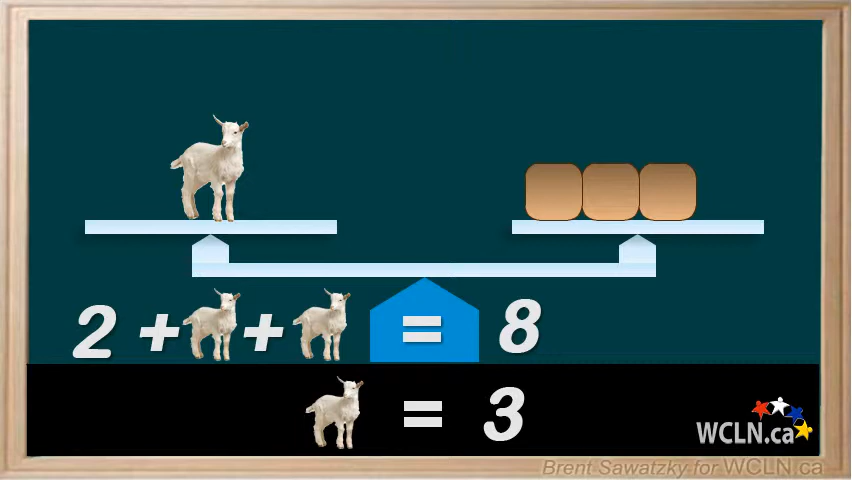 2 + + = 8
= 3
WCLN.ca
Brent Sawatzky for WCLN.ca